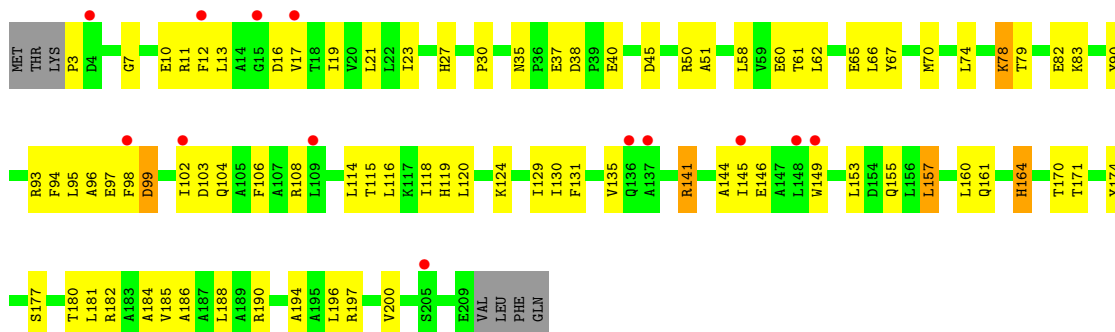 MET THR LYS P3 D4 G7 E10 R11 F12 L13 A14 G15 D16 V17 T18 I19 V20 L21 L22 I23 H27 P30 N35 P36 E37 D38 P39 E40 D45 R50 A51 L58 V59 E60 T61 L62 E65 L66 Y67 M70 L74 K78 T79 E82 K83
R93 F94 L95 A96 E97 F98 D99 I102 D103 Q104 A105 F106 A107 R108 L109 L114 T115 L116 K117 I118 H119 L120 K124 I129 I130 F131 V135 Q136 A137 R141 A144 I145 E146 A147 L148 W149 L153 D154 Q155 L156 L157 L160 Q161 H164 T170 T171
S177 T180 L181 R182 A183 A184 V185 A186 A187 L188 A189 R190 A194 A195 L196 R197 V200 S205 E209 VAL LEU PHE GLN